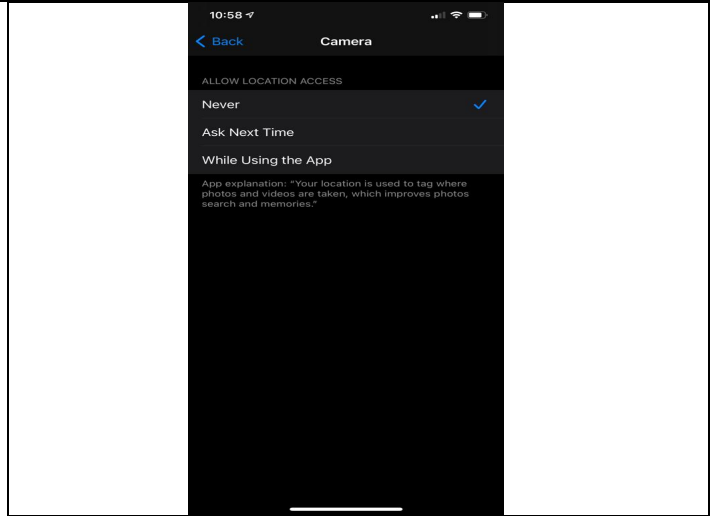 10:58
Back Camera
ALLOW LOCATION ACCESS
Never
Ask Next Time
While Using the App
App explanation: “Your location is used to tag where
photos and videos are taken, which improves photos
search and memories.”